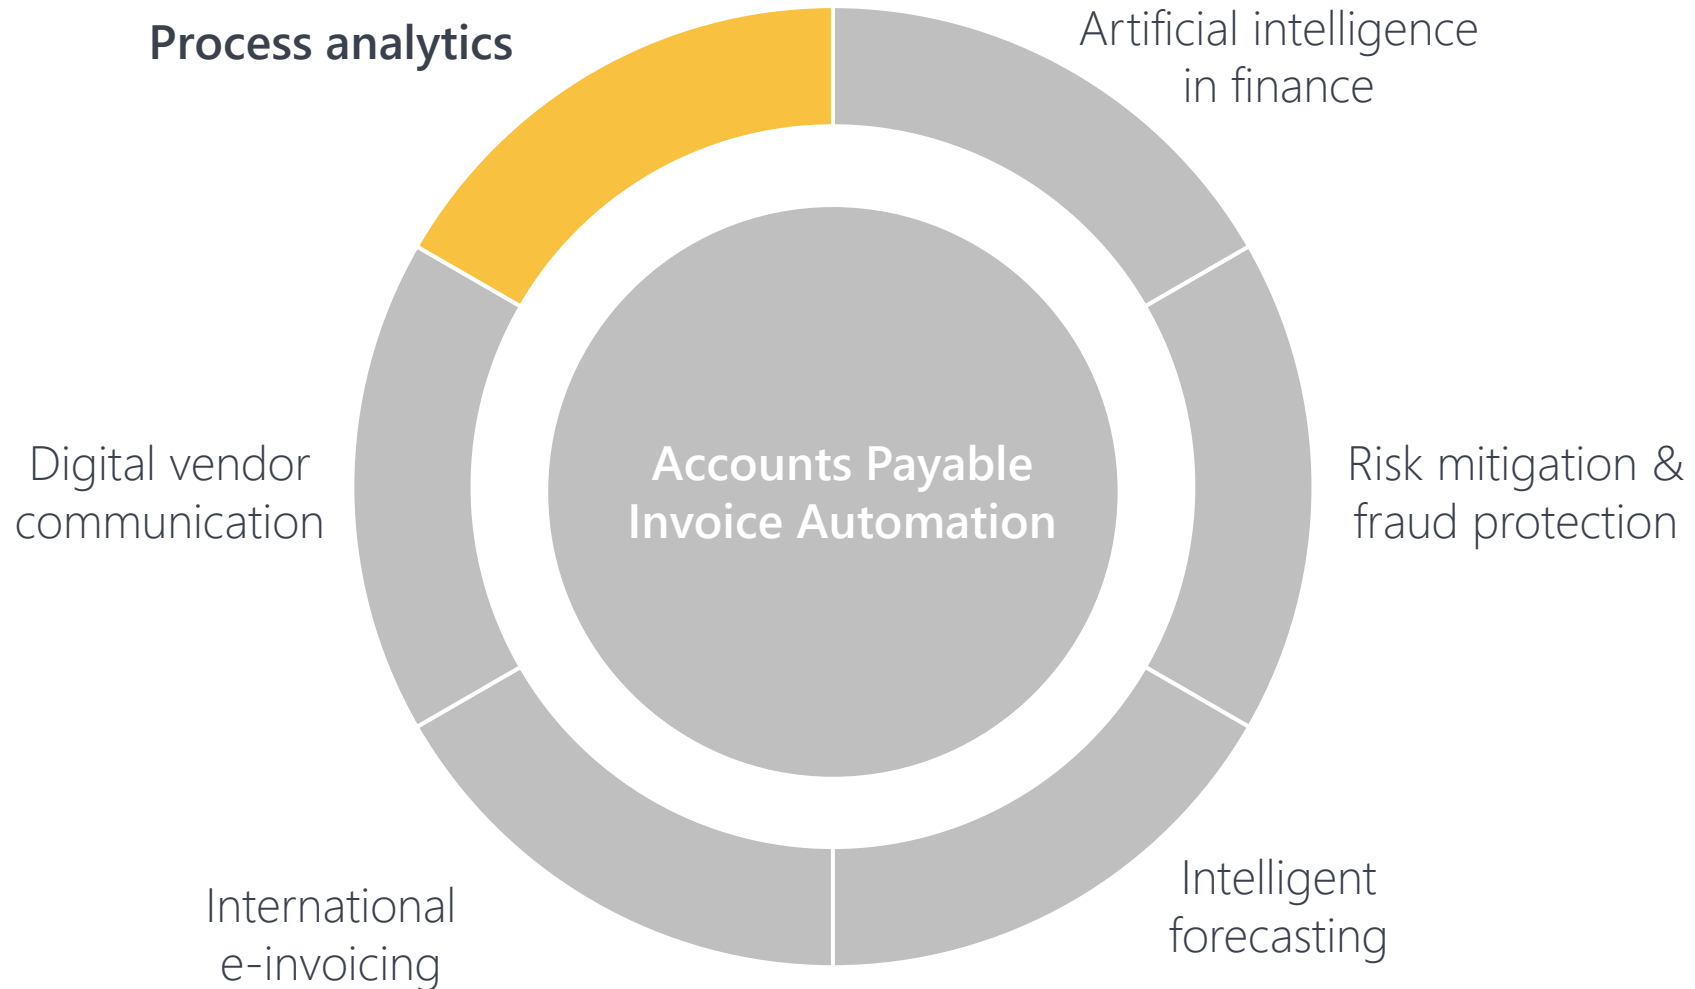 Process analytics
Artificial intelligence
in finance
Digital vendor
communication
Accounts Payable
Invoice Automation
Risk mitigation &
fraud protection
International
e-invoicing
Intelligent
forecasting